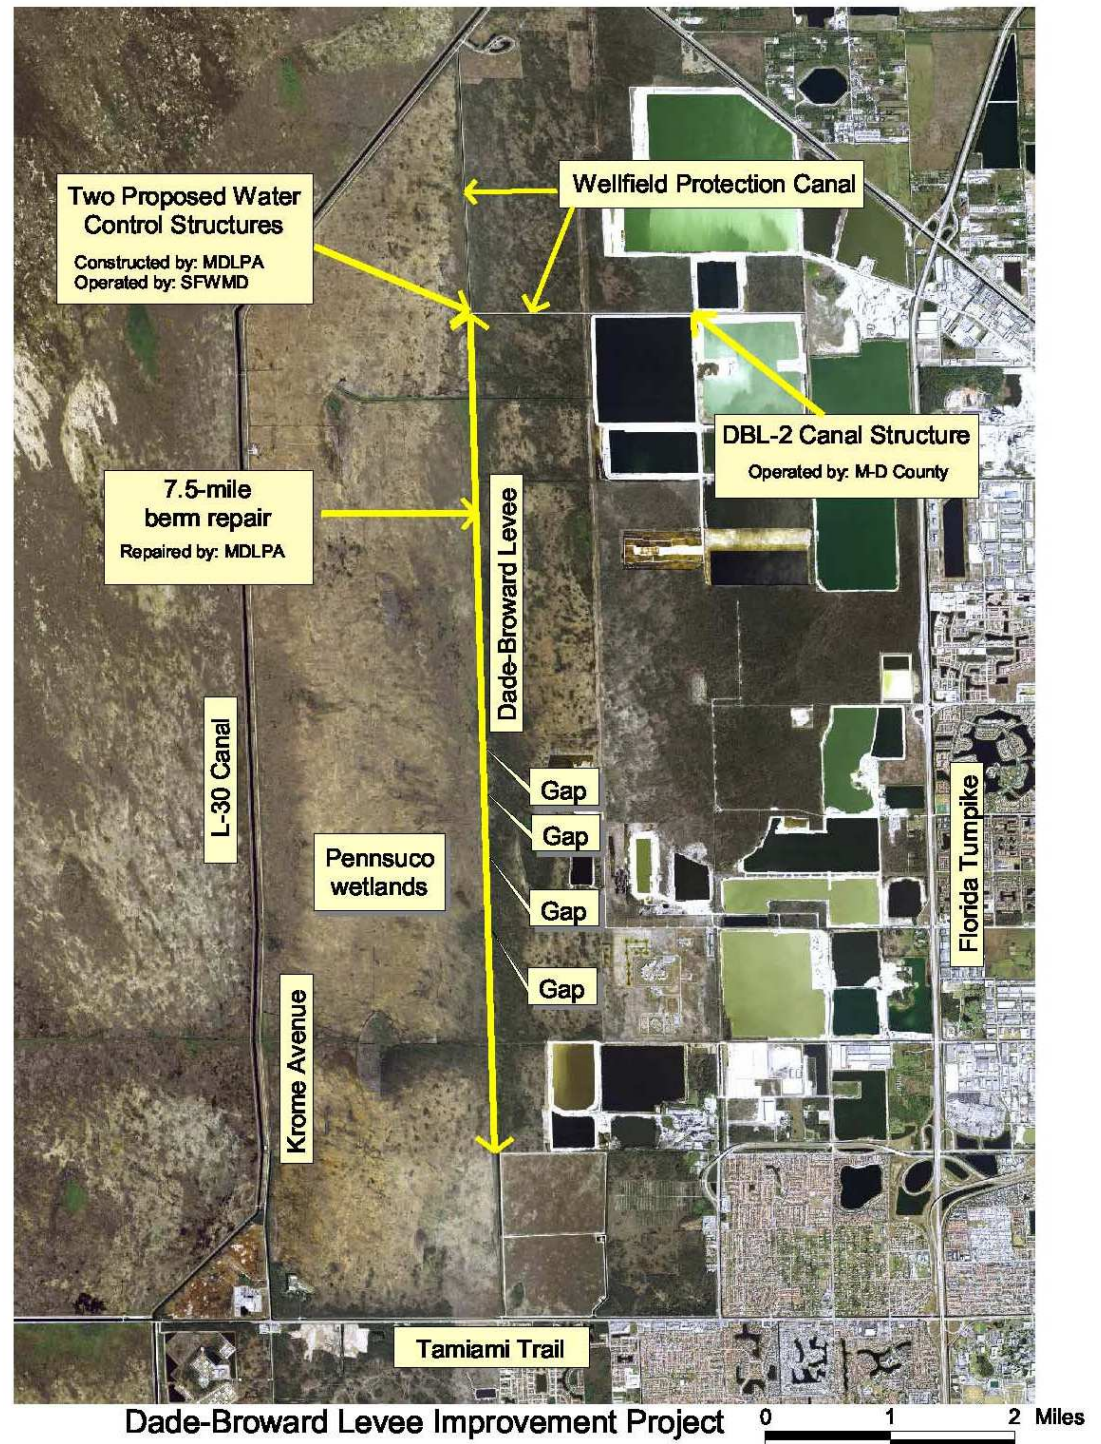 Two Proposed Water
Control Structures
Constructed by: MDLPA
Operated by: SFWMD
Wellfield Protection Canal
DBL-2 Canal Structure
Operated by: M-D County
7.5-mile
berm repair
Repaired by: MDLPA
Dade-Broward Levee
L-30 Canal
Gap
Gap
Gap
Gap
Pennsuco
wetlands
Florida Turnpike
Krome Avenue
Tamiami Trail
Dade-Broward Levee Improvement Project
0 1 2 Miles